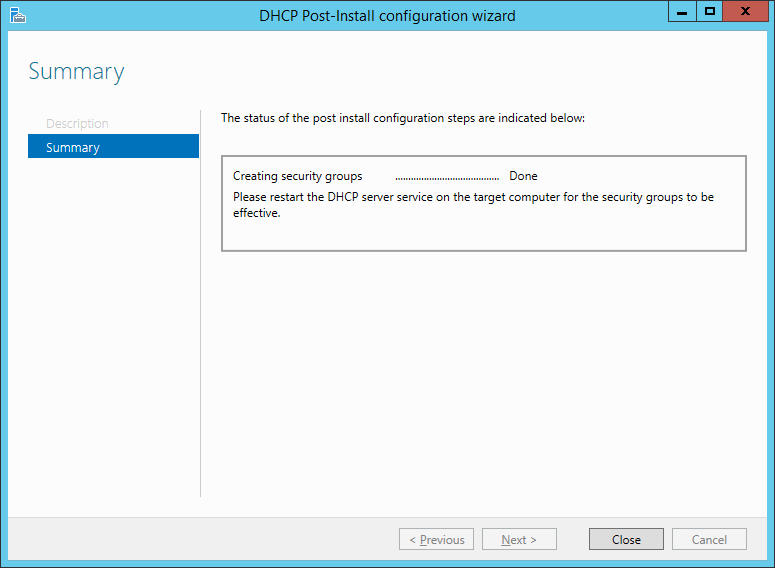 DHCP Post-Install configuration wizard
Summary
Description
Summary
The status of the post install configuration steps are indicated below:
Creating security groups ........................................ Done
Please restart the DHCP server service on the target computer for the security groups to be
effective.
< Previous
Next >
Close
Cancel